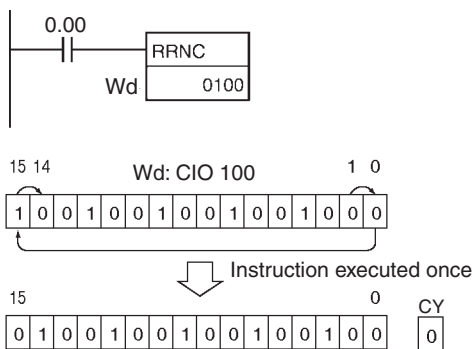 0.00
RRNC
Wd 0100
15 14 Wd: CIO 100 1 0
1 0 0 1 0 0 1 0 0 1 0 0 1 0 0 0
Instruction executed once
15 0 CY
0 1 0 0 1 0 0 1 0 0 1 0 0 1 0 0 0